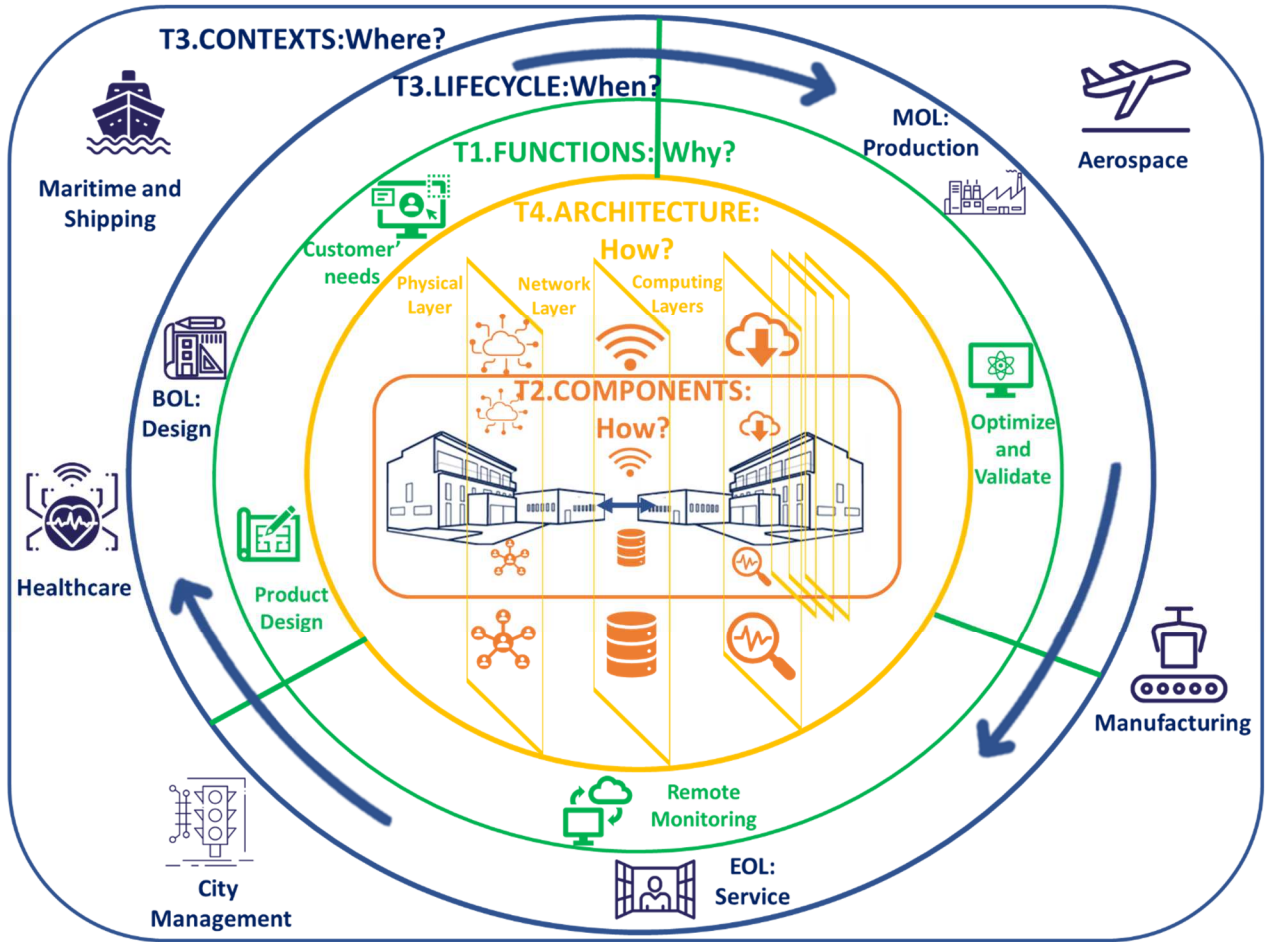 T3.CONTEXTS:Where?
T3.LIFECYCLE:When?
MOL:
Production
Aerospace
Maritime and
Shipping
T1.FUNCTIONS: Why?
Customer’
needs
T4.ARCHITECTURE:
How?
Physical
Layer
Network
Layer
Computing
Layers
T2.COMPONENTS:
How?
BOL:
Design
Optimize
and
Validate
Healthcare
Product
Design
Manufacturing
Remote
Monitoring
EOL:
Service
City
Management